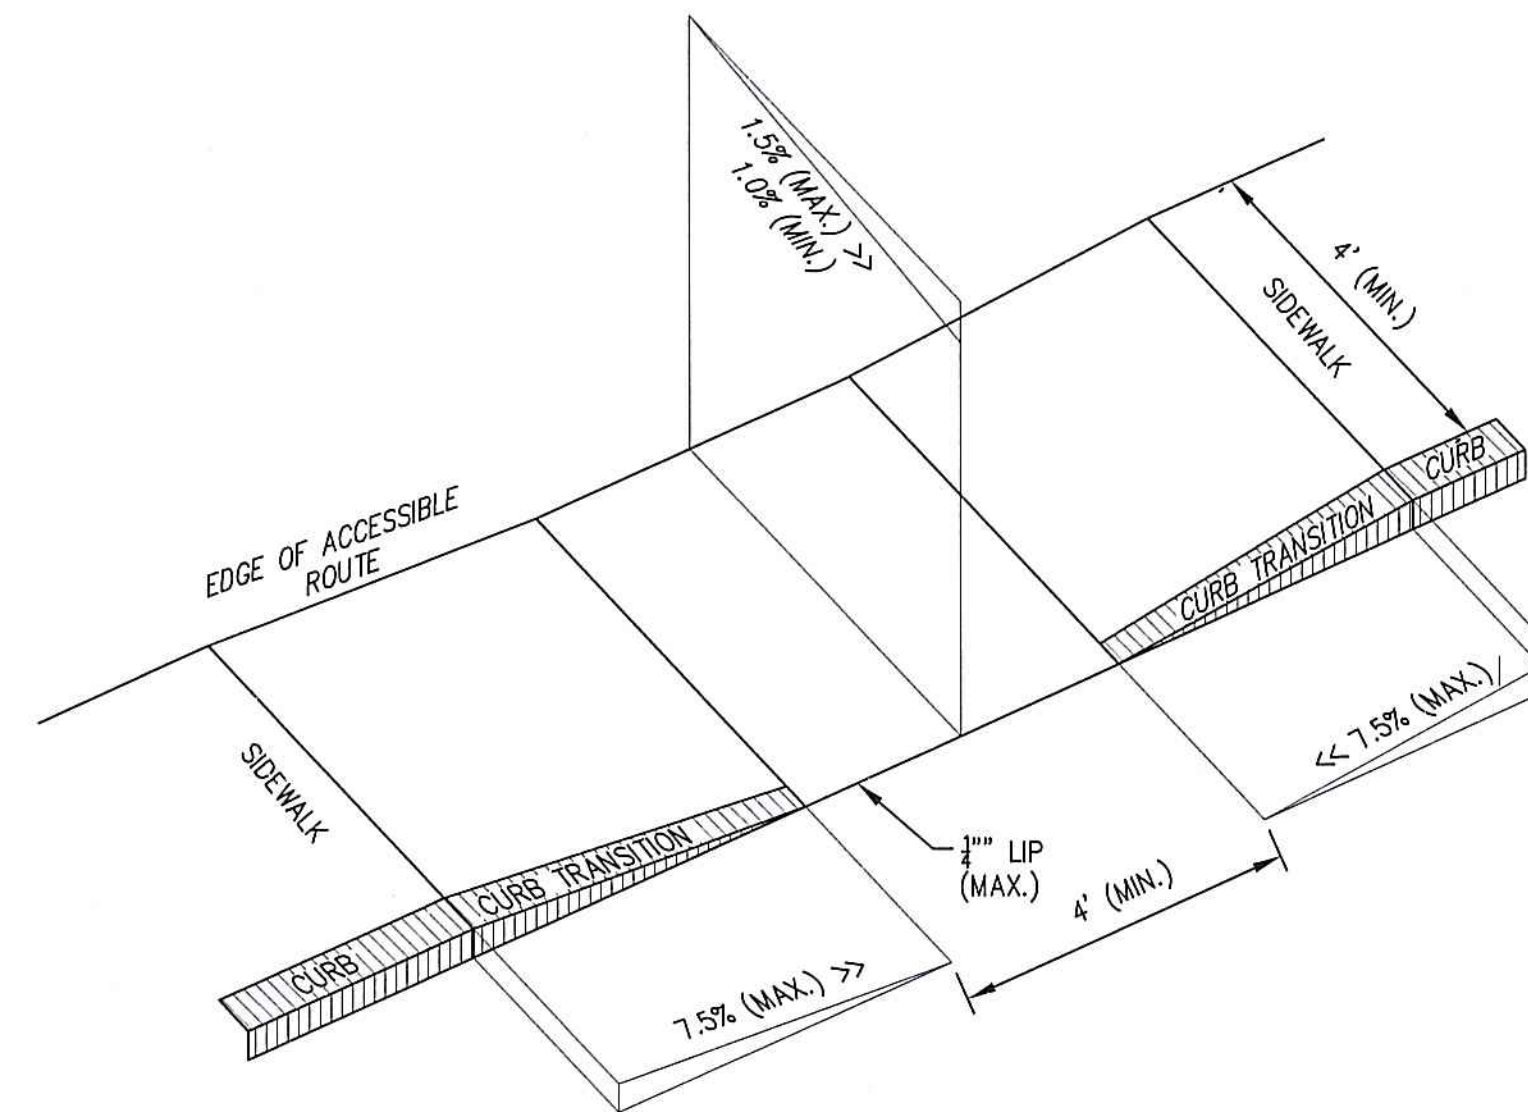 1.5% (MAX.) >>
1.0% (MIN.)
4' (MIN.)
SIDEWALK
CURB
CURB TRANSITION
EDGE OF ACCESSIBLE
ROUTE
<< 7.5% (MAX.)
SIDEWALK
1/4"" LIP
(MAX.)
4' (MIN.)
CURB TRANSITION
CURB
7.5% (MAX.) >>